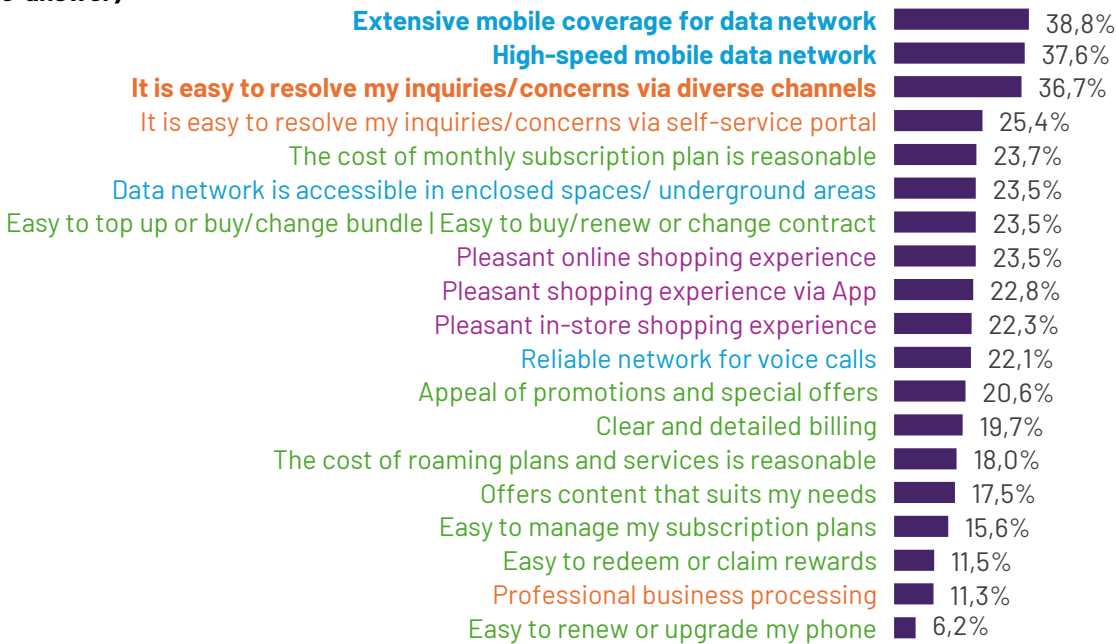 Extensive mobile coverage for data network 38,8%
High-speed mobile data network 37,6%
It is easy to resolve my inquiries/concerns via diverse channels 36,7%
It is easy to resolve my inquiries/concerns via self-service portal 25,4%
The cost of monthly subscription plan is reasonable 23,7%
Data network is accessible in enclosed spaces/ underground areas 23,5%
Easy to top up or buy/change bundle | Easy to buy/renew or change contract 23,5%
Pleasant online shopping experience 23,5%
Pleasant shopping experience via App 22,8%
Pleasant in-store shopping experience 22,3%
Reliable network for voice calls 22,1%
Appeal of promotions and special offers 20,6%
Clear and detailed billing 19,7%
The cost of roaming plans and services is reasonable 18,0%
Offers content that suits my needs 17,5%
Easy to manage my subscription plans 15,6%
Easy to redeem or claim rewards 11,5%
Professional business processing 11,3%
Easy to renew or upgrade my phone 6,2%